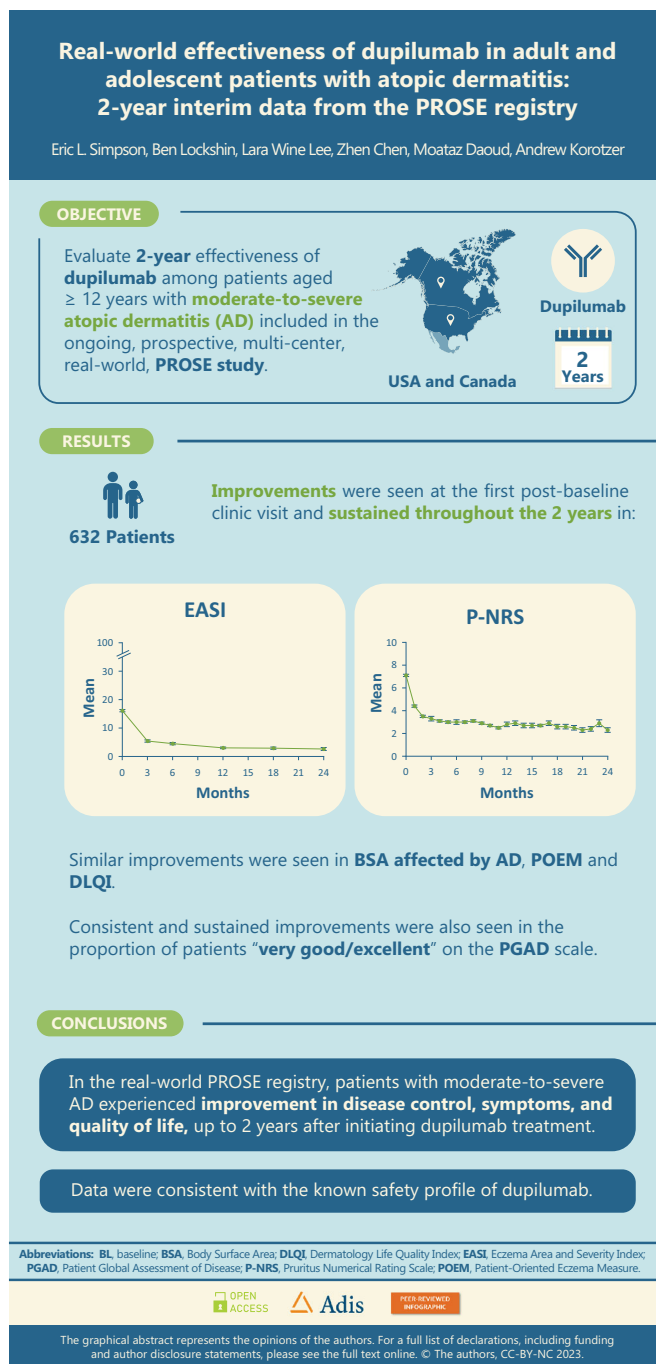 Real-world effectiveness of dupilumab in adult and
adolescent patients with atopic dermatitis:
2-year interim data from the PROSE registry
Eric L. Simpson, Ben Lockshin, Lara Wine Lee, Zhen Chen, Moataz Daoud, Andrew Korotzer
OBJECTIVE
Evaluate 2-year effectiveness of
dupilumab among patients aged
≥ 12 years with moderate-to-severe
atopic dermatitis (AD) included in the
ongoing, prospective, multi-center,
real-world, PROSE study.
USA and Canada
Dupilumab
2
Years
RESULTS
632 Patients
Improvements were seen at the first post-baseline
clinic visit and sustained throughout the 2 years in:
EASI
Mean
100
30
20
10
0
0 3 6 9 12 15 18 21 24
Months
P-NRS
Mean
10
8
6
4
2
0
0 3 6 9 12 15 18 21 24
Months
Similar improvements were seen in BSA affected by AD, POEM and
DLQI.
Consistent and sustained improvements were also seen in the
proportion of patients “very good/excellent” on the PGAD scale.
CONCLUSIONS
In the real-world PROSE registry, patients with moderate-to-severe
AD experienced improvement in disease control, symptoms, and
quality of life, up to 2 years after initiating dupilumab treatment.
Data were consistent with the known safety profile of dupilumab.
Abbreviations: BL, baseline; BSA, Body Surface Area; DLQI, Dermatology Life Quality Index; EASI, Eczema Area and Severity Index;
PGAD, Patient Global Assessment of Disease; P-NRS, Pruritus Numerical Rating Scale; POEM, Patient-Oriented Eczema Measure.
OPEN
ACCESS
Adis
PEER-REVIEWED
INFOGRAPHIC
The graphical abstract represents the opinions of the authors. For a full list of declarations, including funding
and author disclosure statements, please see the full text online. © The authors, CC-BY-NC 2023.